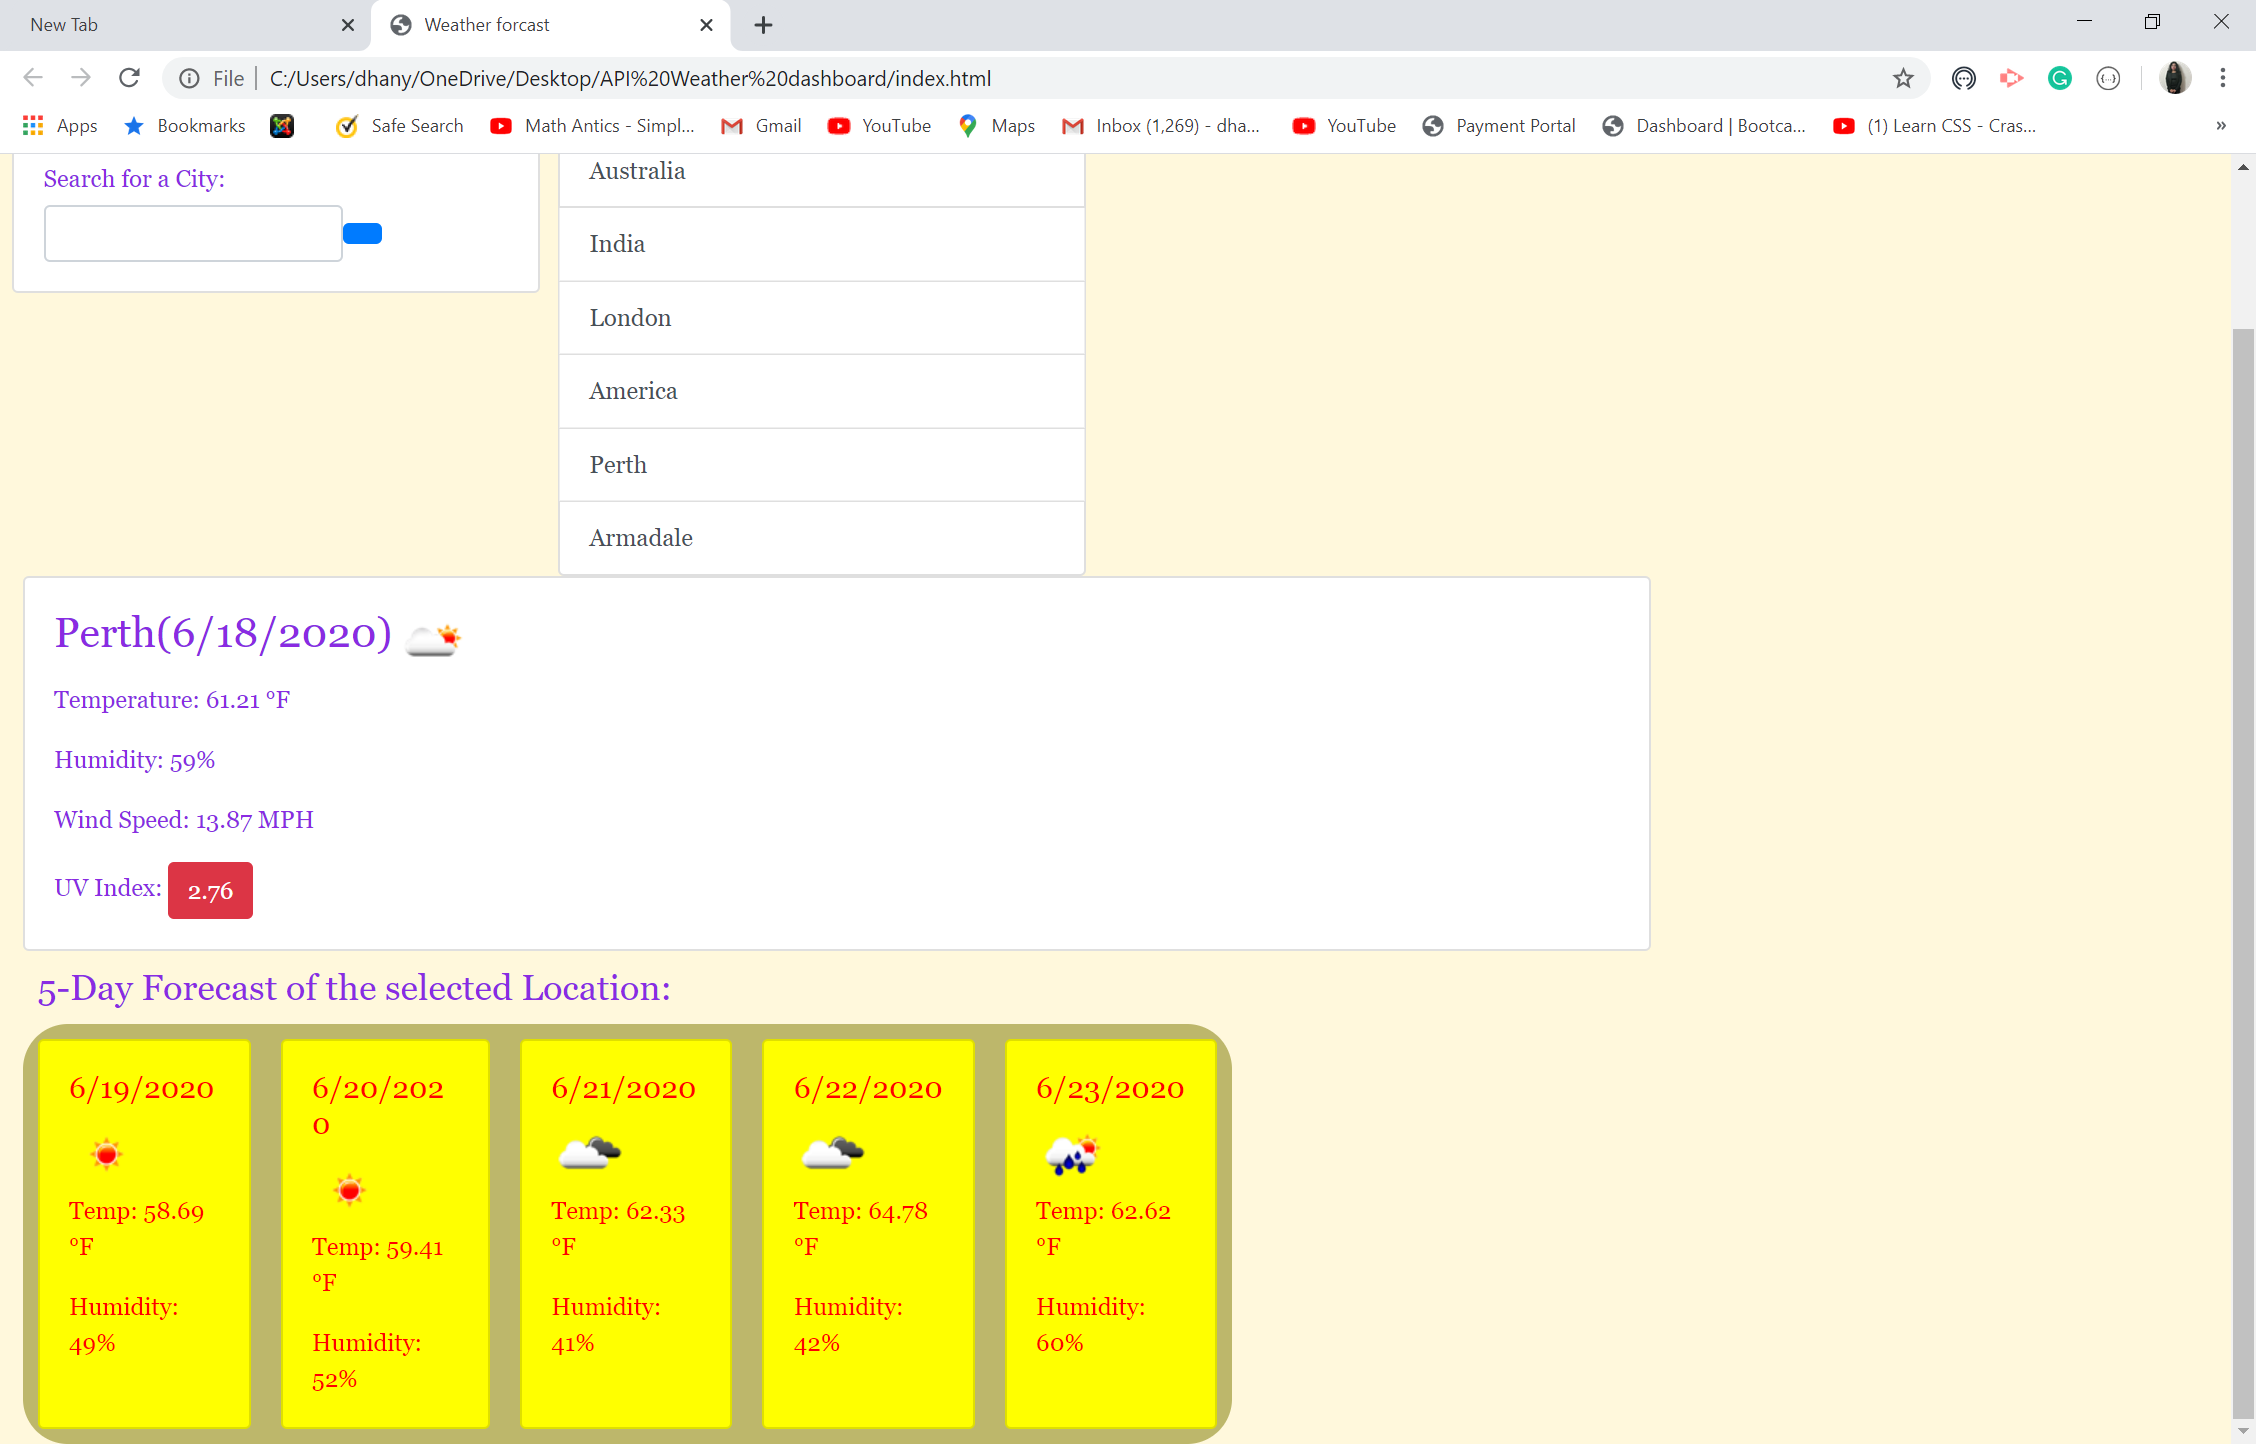 New Tab
Weather forcast
File
C:/Users/dhany/OneDrive/Desktop/API%20Weather%20dashboard/index.html
Apps
Bookmarks
Safe Search
Math Antics - Simpl...
Gmail
YouTube
Maps
Inbox (1,269) - dha...
YouTube
Payment Portal
Dashboard | Bootca...
(1) Learn CSS - Cras...
»
Search for a City:
Australia
India
London
America
Perth
Armadale
Perth(6/18/2020)
Temperature: 61.21 °F
Humidity: 59%
Wind Speed: 13.87 MPH
UV Index: 2.76
5-Day Forecast of the selected Location:
6/19/2020
Temp: 58.69
°F
Humidity:
49%
6/20/202
0
Temp: 59.41
°F
Humidity:
52%
6/21/2020
Temp: 62.33
°F
Humidity:
41%
6/22/2020
Temp: 64.78
°F
Humidity:
42%
6/23/2020
Temp: 62.62
°F
Humidity:
60%